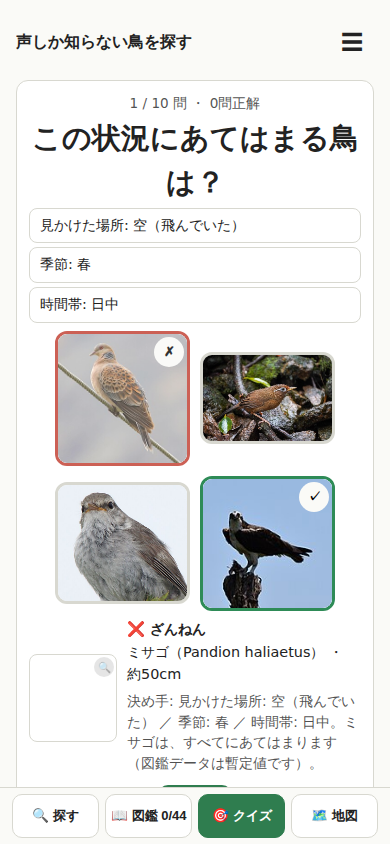 声しか知らない鳥を探す
☰
1 / 10 問 ・ 0問正解
この状況にあてはまる鳥
は？
見かけた場所: 空（飛んでいた）
季節: 春
時間帯: 日中
✗
✓
❌ ざんねん
ミサゴ（Pandion haliaetus） ・
約50cm
決め手: 見かけた場所: 空（飛んでい
た） ／ 季節: 春 ／ 時間帯: 日中。ミ
サゴは、すべてにあてはまります
（図鑑データは暫定値です）。
🔍 探す
📖 図鑑 0/44
🎯 クイズ
🗺️ 地図